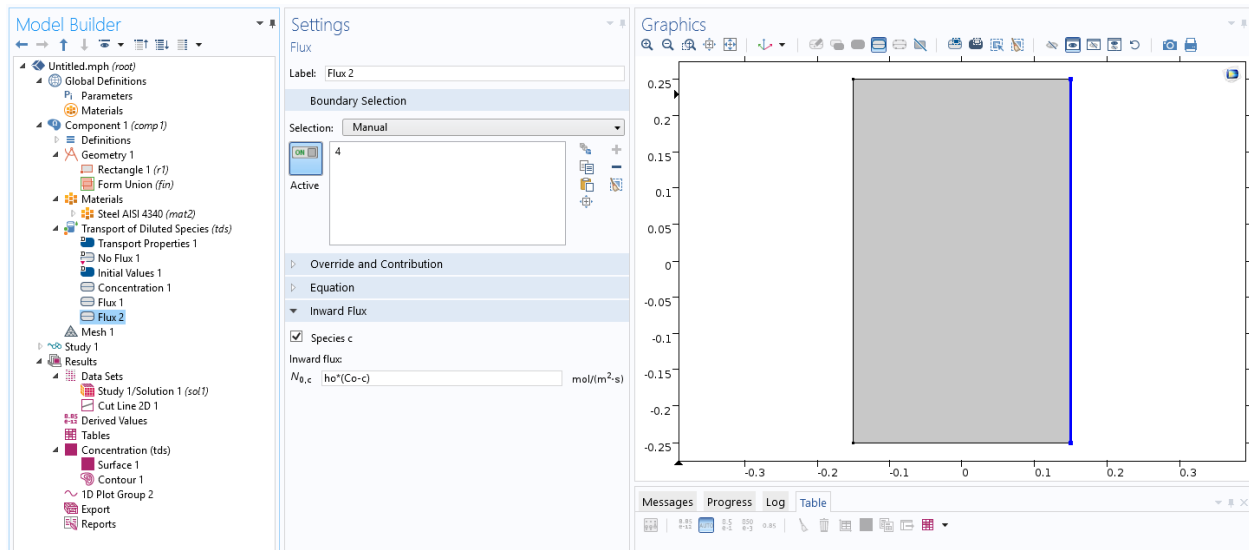 Model Builder
Untitled.mph (root)
Global Definitions
Pi Parameters
Materials
Component 1 (comp1)
Definitions
Geometry 1
Rectangle 1 (r1)
Form Union (fin)
Materials
Steel AISI 4340 (mat2)
Transport of Diluted Species (tds)
Transport Properties 1
No Flux 1
Initial Values 1
Concentration 1
Flux 1
Flux 2
Mesh 1
Study 1
Results
Data Sets
Study 1/Solution 1 (sol1)
Cut Line 2D 1
Derived Values
Tables
Concentration (tds)
Surface 1
Contour 1
1D Plot Group 2
Export
Reports
Settings
Flux
Label: Flux 2
Boundary Selection
Selection: Manual
ON
4
Active
Override and Contribution
Equation
Inward Flux
Species c
Inward flux:
N0,c ho*(Co-c) mol/(m²·s)
Graphics
0.25
0.2
0.15
0.1
0.05
0
-0.05
-0.1
-0.15
-0.2
-0.25
-0.3 -0.2 -0.1 0 0.1 0.2 0.3
Messages Progress Log Table